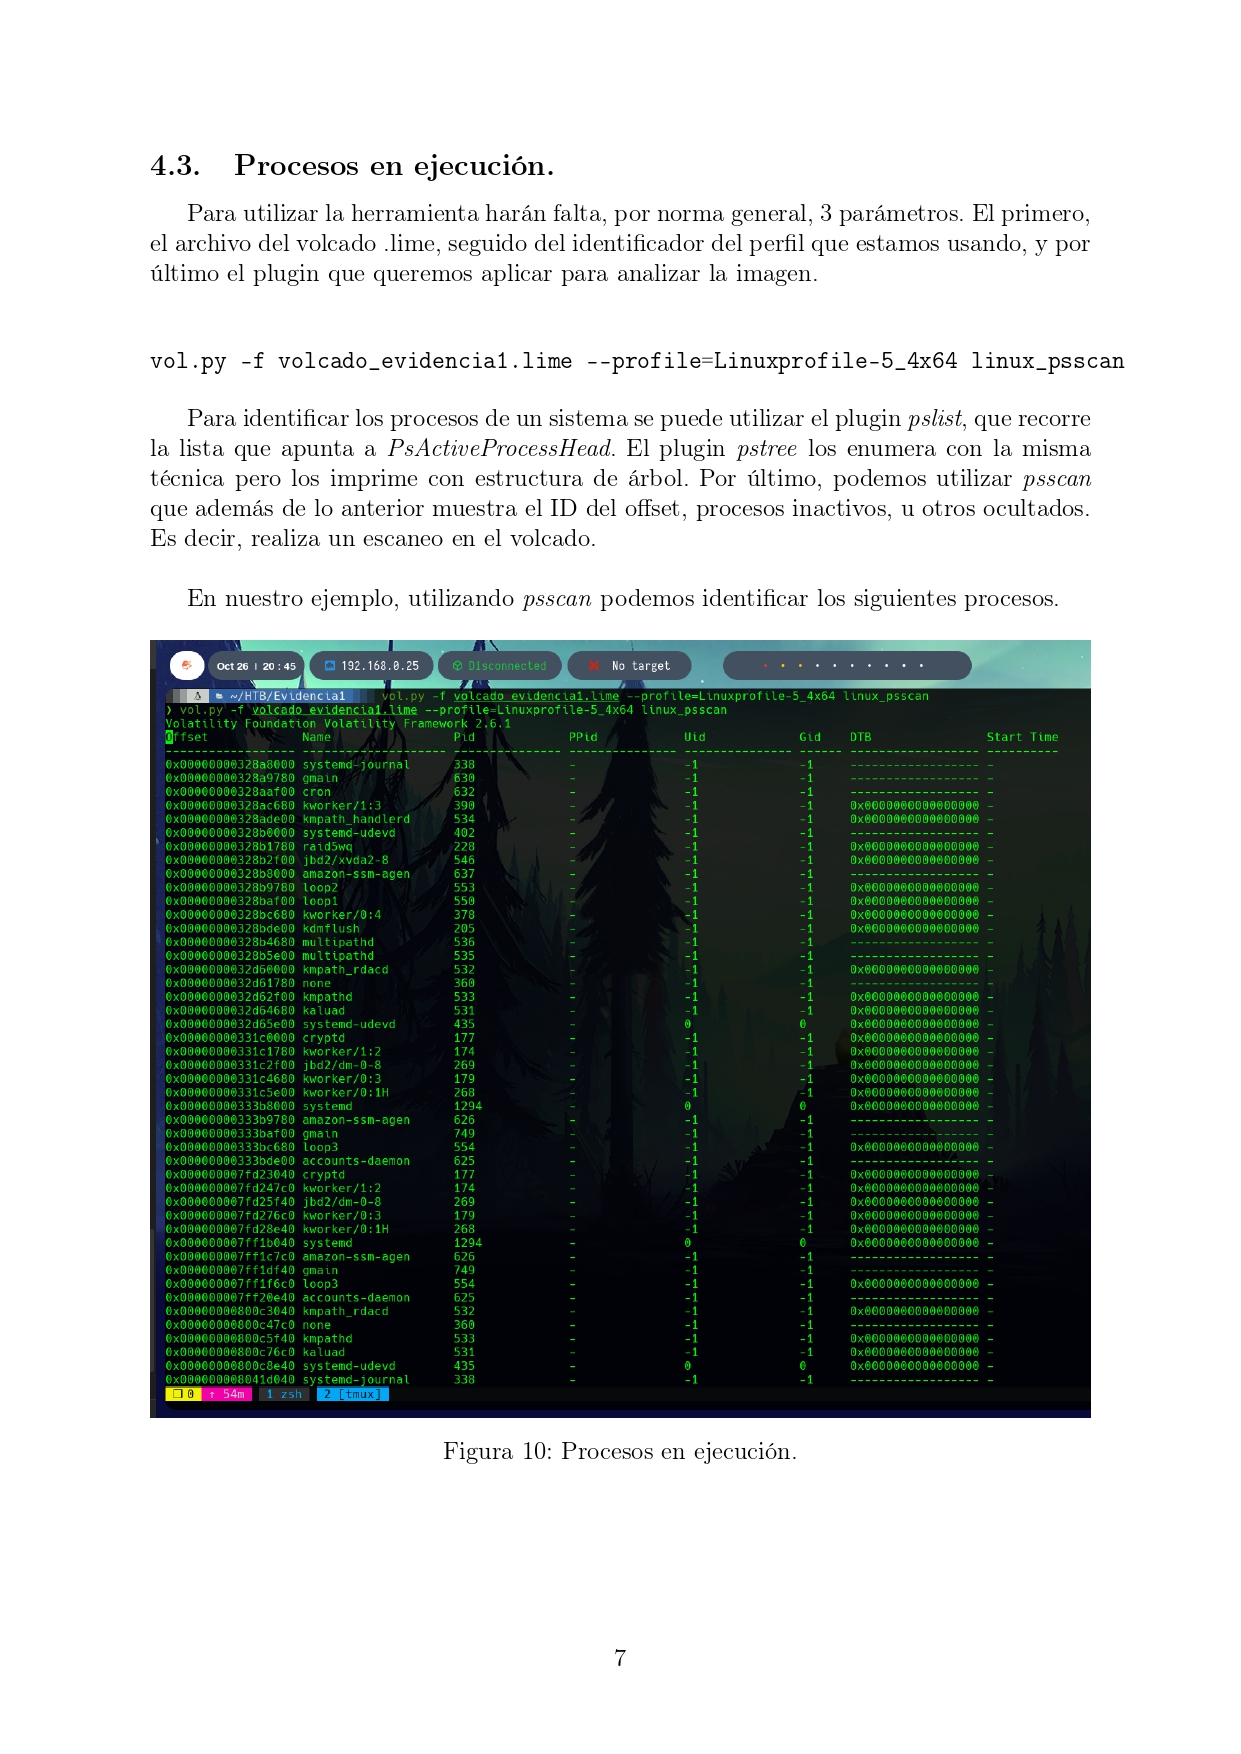 4.3. Procesos en ejecución.
Para utilizar la herramienta harán falta, por norma general, 3 parámetros. El primero,
el archivo del volcado .lime, seguido del identificador del perfil que estamos usando, y por
último el plugin que queremos aplicar para analizar la imagen.
vol.py -f volcado_evidencia1.lime --profile=Linuxprofile-5_4x64 linux_psscan
Para identificar los procesos de un sistema se puede utilizar el plugin pslist, que recorre
la lista que apunta a PsActiveProcessHead. El plugin pstree los enumera con la misma
técnica pero los imprime con estructura de árbol. Por último, podemos utilizar psscan
que además de lo anterior muestra el ID del offset, procesos inactivos, u otros ocultados.
Es decir, realiza un escaneo en el volcado.
En nuestro ejemplo, utilizando psscan podemos identificar los siguientes procesos.
Oct 26 | 20:45 192.168.0.25 Disconnected No target
~/HTB/Evidencia1 vol.py -f volcado_evidencia1.lime --profile=Linuxprofile-5_4x64 linux_psscan
❯ vol.py -f volcado_evidencia1.lime --profile=Linuxprofile-5_4x64 linux_psscan
Volatility Foundation Volatility Framework 2.6.1
Offset Name Pid PPid Uid Gid DTB Start Time
------------------ -------------------- --------------- --------------- --------------- ------ ------------------ ----------
0x00000000328a8000 systemd-journal 338 - -1 -1 ------------------ -
0x00000000328a9780 gmain 630 - -1 -1 ------------------ -
0x00000000328aaf00 cron 632 - -1 -1 ------------------ -
0x00000000328ac680 kworker/1:3 390 - -1 -1 0x0000000000000000 -
0x00000000328ade00 kmpath_handlerd 534 - -1 -1 0x0000000000000000 -
0x00000000328b0000 systemd-udevd 402 - -1 -1 ------------------ -
0x00000000328b1780 raid5wq 228 - -1 -1 0x0000000000000000 -
0x00000000328b2f00 jbd2/xvda2-8 546 - -1 -1 0x0000000000000000 -
0x00000000328b8000 amazon-ssm-agen 637 - -1 -1 ------------------ -
0x00000000328b9780 loop2 553 - -1 -1 0x0000000000000000 -
0x00000000328baf00 loop1 550 - -1 -1 0x0000000000000000 -
0x00000000328bc680 kworker/0:4 378 - -1 -1 0x0000000000000000 -
0x00000000328bde00 kdmflush 205 - -1 -1 0x0000000000000000 -
0x00000000328b4680 multipathd 536 - -1 -1 ------------------ -
0x00000000328b5e00 multipathd 535 - -1 -1 ------------------ -
0x0000000032d60000 kmpath_rdacd 532 - -1 -1 0x0000000000000000 -
0x0000000032d61780 none 360 - -1 -1 ------------------ -
0x0000000032d62f00 kmpathd 533 - -1 -1 0x0000000000000000 -
0x0000000032d64680 kaluad 531 - -1 -1 0x0000000000000000 -
0x0000000032d65e00 systemd-udevd 435 - 0 0 0x0000000000000000 -
0x00000000331c0000 cryptd 177 - -1 -1 0x0000000000000000 -
0x00000000331c1780 kworker/1:2 174 - -1 -1 0x0000000000000000 -
0x00000000331c2f00 jbd2/dm-0-8 269 - -1 -1 0x0000000000000000 -
0x00000000331c4680 kworker/0:3 179 - -1 -1 0x0000000000000000 -
0x00000000331c5e00 kworker/0:1H 268 - -1 -1 0x0000000000000000 -
0x00000000333b8000 systemd 1294 - 0 0 0x0000000000000000 -
0x00000000333b9780 amazon-ssm-agen 626 - -1 -1 ------------------ -
0x00000000333baf00 gmain 749 - -1 -1 ------------------ -
0x00000000333bc680 loop3 554 - -1 -1 0x0000000000000000 -
0x00000000333bde00 accounts-daemon 625 - -1 -1 ------------------ -
0x000000007fd23040 cryptd 177 - -1 -1 0x0000000000000000 -
0x000000007fd247c0 kworker/1:2 174 - -1 -1 0x0000000000000000 -
0x000000007fd25f40 jbd2/dm-0-8 269 - -1 -1 0x0000000000000000 -
0x000000007fd276c0 kworker/0:3 179 - -1 -1 0x0000000000000000 -
0x000000007fd28e40 kworker/0:1H 268 - -1 -1 0x0000000000000000 -
0x000000007ff1b040 systemd 1294 - 0 0 0x0000000000000000 -
0x000000007ff1c7c0 amazon-ssm-agen 626 - -1 -1 ------------------ -
0x000000007ff1df40 gmain 749 - -1 -1 ------------------ -
0x000000007ff1f6c0 loop3 554 - -1 -1 0x0000000000000000 -
0x000000007ff20e40 accounts-daemon 625 - -1 -1 ------------------ -
0x00000000800c3040 kmpath_rdacd 532 - -1 -1 0x0000000000000000 -
0x00000000800c47c0 none 360 - -1 -1 ------------------ -
0x00000000800c5f40 kmpathd 533 - -1 -1 0x0000000000000000 -
0x00000000800c76c0 kaluad 531 - -1 -1 0x0000000000000000 -
0x00000000800c8e40 systemd-udevd 435 - 0 0 0x0000000000000000 -
0x000000008041d040 systemd-journal 338 - -1 -1 ------------------ -
❐ 0 ↑ 54m 1 zsh 2 [tmux]
Figura 10: Procesos en ejecución.
7